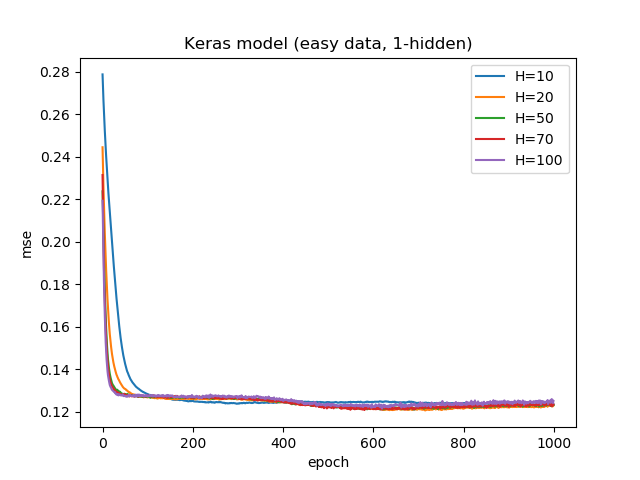 Keras model (easy data, 1-hidden)
0.28
0.26
0.24
0.22
0.20
0.18
0.16
0.14
0.12
mse
H=10
H=20
H=50
H=70
H=100
0 200 400 600 800 1000
epoch